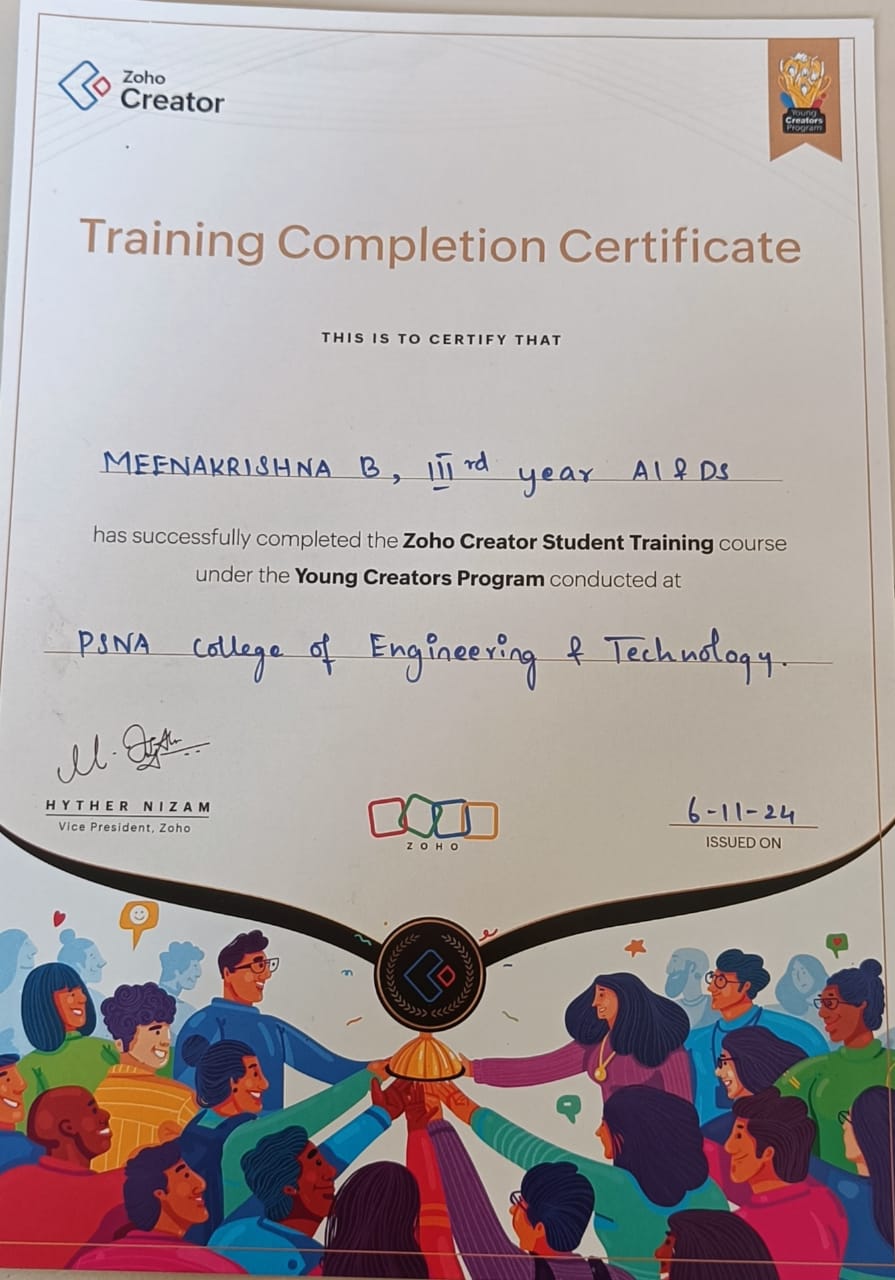 Zoho
Creator
Young
Creators
Program
Training Completion Certificate
THIS IS TO CERTIFY THAT
MEENAKRISHNA B, IIIrd year AI & DS
has successfully completed the Zoho Creator Student Training course
under the Young Creators Program conducted at
PSNA College of Engineering & Technology.
HYTHER NIZAM
Vice President, Zoho
ZOHO
6-11-24
ISSUED ON